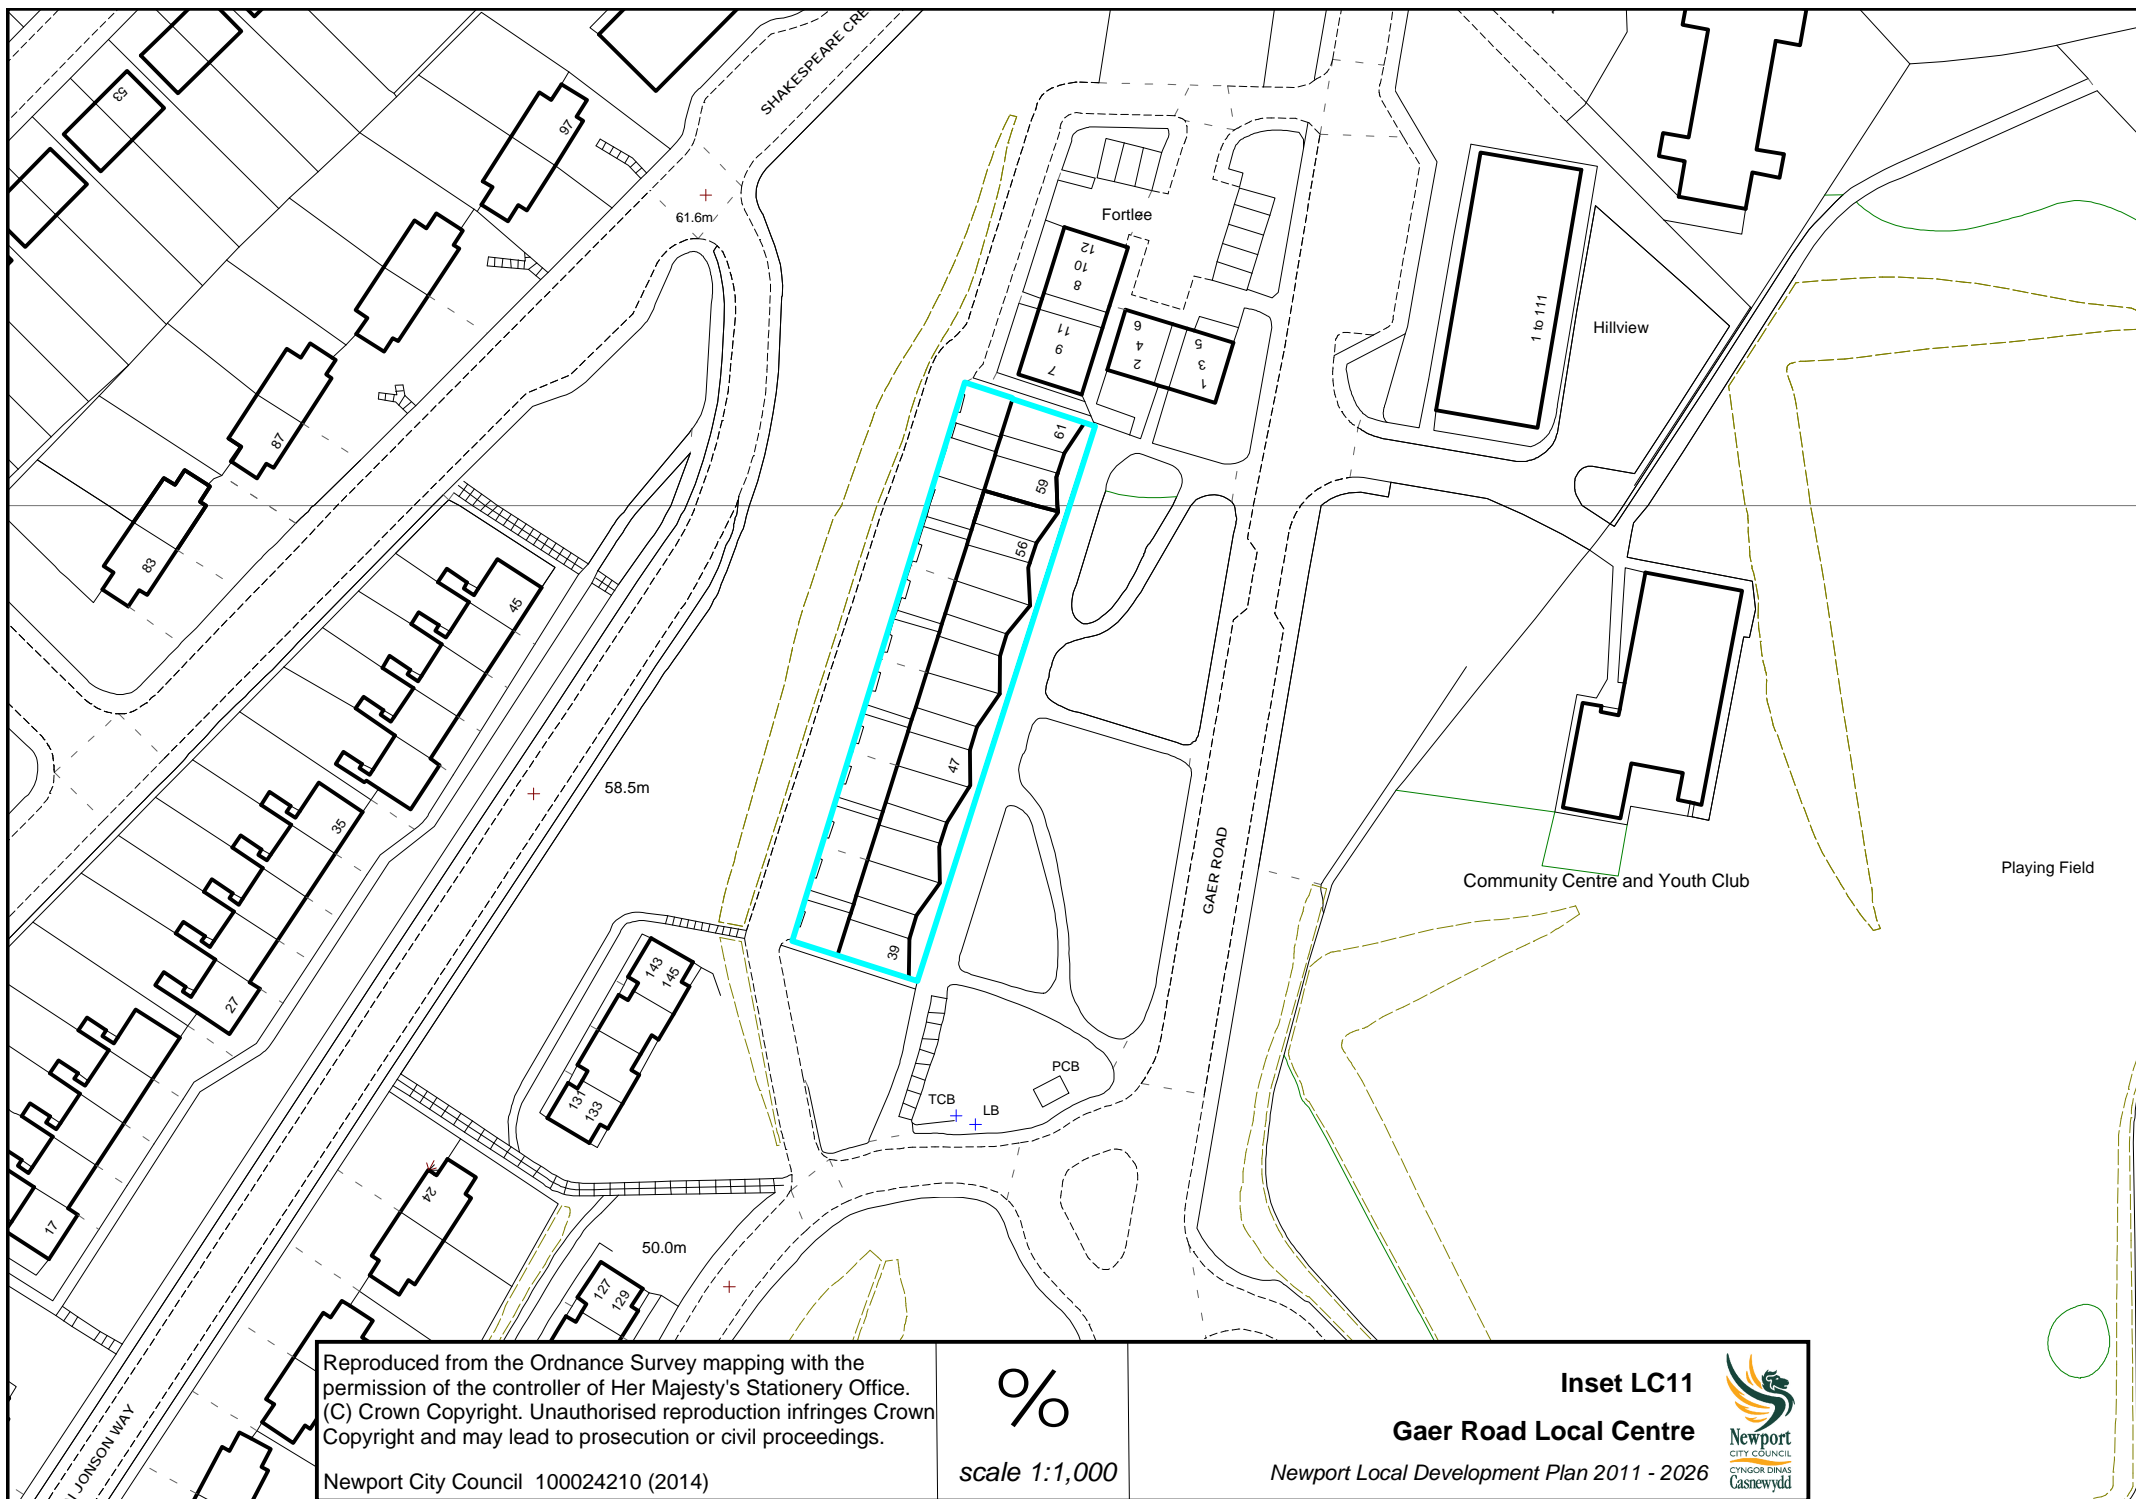 SHAKESPEARE CRE
53
97
61.6m
Fortlee
12
10
8
11
9
7
6
4
2
5
3
1
1 to 111
Hillview
87
83
61
59
56
45
47
58.5m
35
GAER ROAD
Community Centre and Youth Club
Playing Field
39
27
143
145
131
133
PCB
TCB
LB
24
17
50.0m
127
129
JONSON WAY
Reproduced from the Ordnance Survey mapping with the
permission of the controller of Her Majesty's Stationery Office.
(C) Crown Copyright. Unauthorised reproduction infringes Crown
Copyright and may lead to prosecution or civil proceedings.
Newport City Council 100024210 (2014)
%
scale 1:1,000
Inset LC11
Gaer Road Local Centre
Newport Local Development Plan 2011 - 2026
Newport
CITY COUNCIL
CYNGOR DINAS
Casnewydd